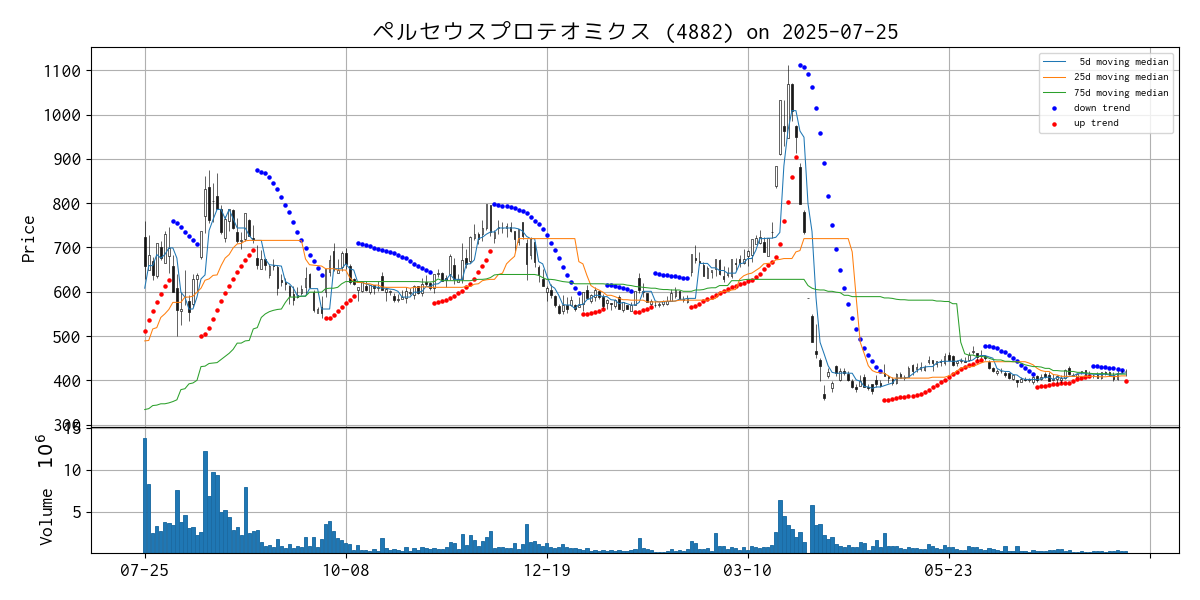 ペルセウスプロテオミクス (4882) on 2025-07-25
5d moving median
25d moving median
75d moving median
down trend
up trend
Price
1100
1000
900
800
700
600
500
400
300
Volume 10^6
15
10
5
07-25
10-08
12-19
03-10
05-23